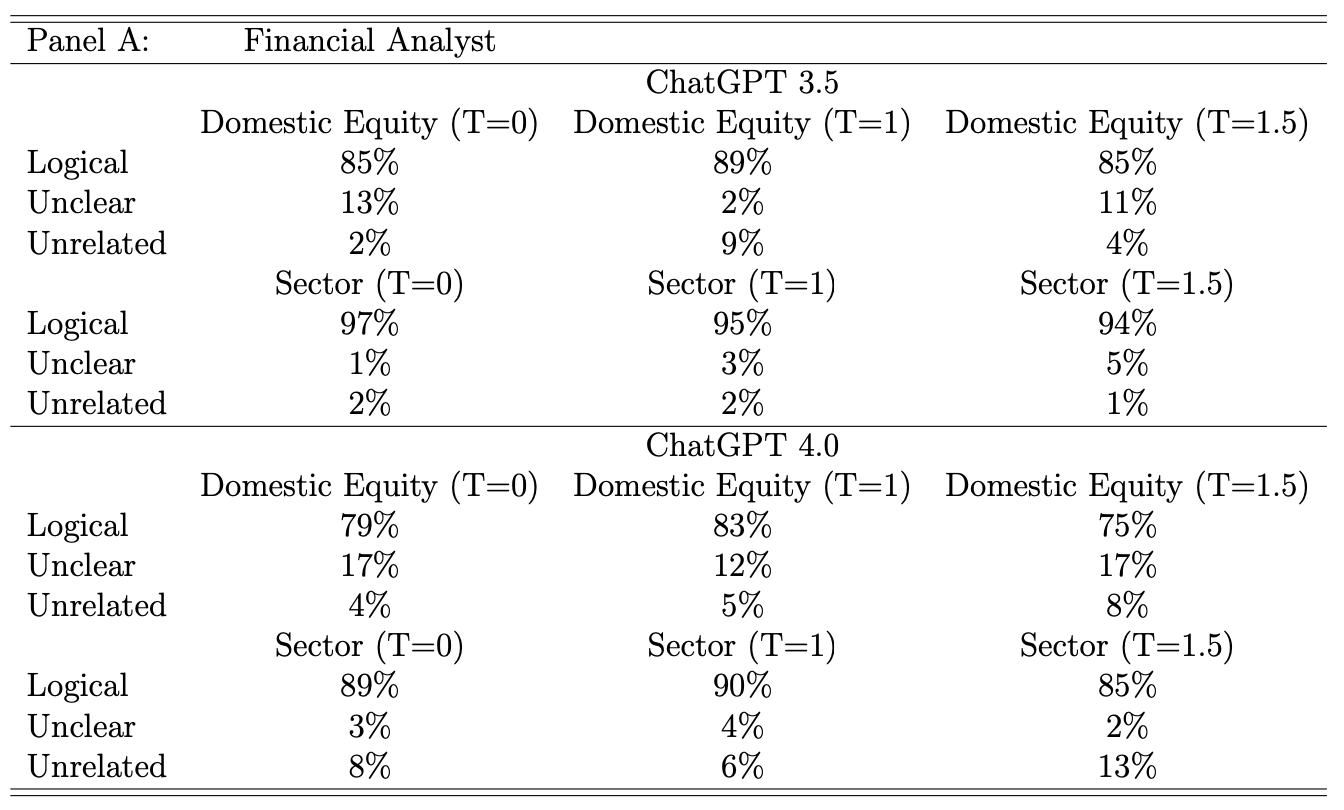 Panel A: Financial Analyst
ChatGPT 3.5
Domestic Equity (T=0) Domestic Equity (T=1) Domestic Equity (T=1.5)
Logical 85% 89% 85%
Unclear 13% 2% 11%
Unrelated 2% 9% 4%
Sector (T=0) Sector (T=1) Sector (T=1.5)
Logical 97% 95% 94%
Unclear 1% 3% 5%
Unrelated 2% 2% 1%
ChatGPT 4.0
Domestic Equity (T=0) Domestic Equity (T=1) Domestic Equity (T=1.5)
Logical 79% 83% 75%
Unclear 17% 12% 17%
Unrelated 4% 5% 8%
Sector (T=0) Sector (T=1) Sector (T=1.5)
Logical 89% 90% 85%
Unclear 3% 4% 2%
Unrelated 8% 6% 13%